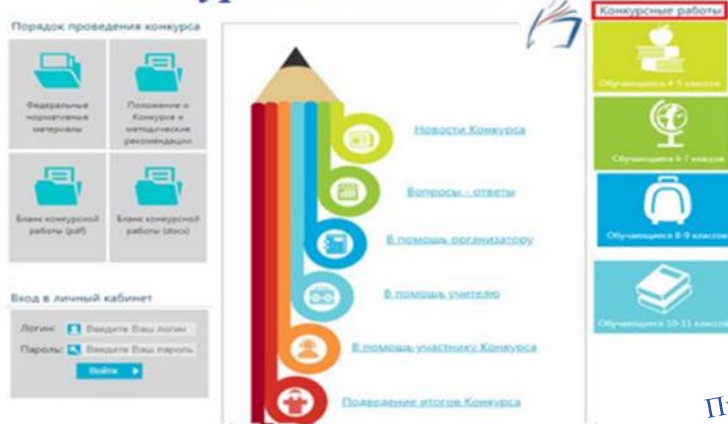 Порядок проведения конкурса
Федеральные
нормативные
материалы
Положение о
Конкурсе и
методические
рекомендации
Бланк конкурсной
работы (pdf)
Бланк конкурсной
работы (docx)
Вход в личный кабинет
Логин: Введите Ваш логин
Пароль: Введите Ваш пароль
Войти
Новости Конкурса
Вопросы - ответы
В помощь организатору
В помощь учителю
В помощь участнику Конкурса
Подведение итогов Конкурса
Конкурсные работы
Обучающиеся 4-5 классов
Обучающиеся 6-7 классов
Обучающиеся 8-9 классов
Обучающиеся 10-11 классов